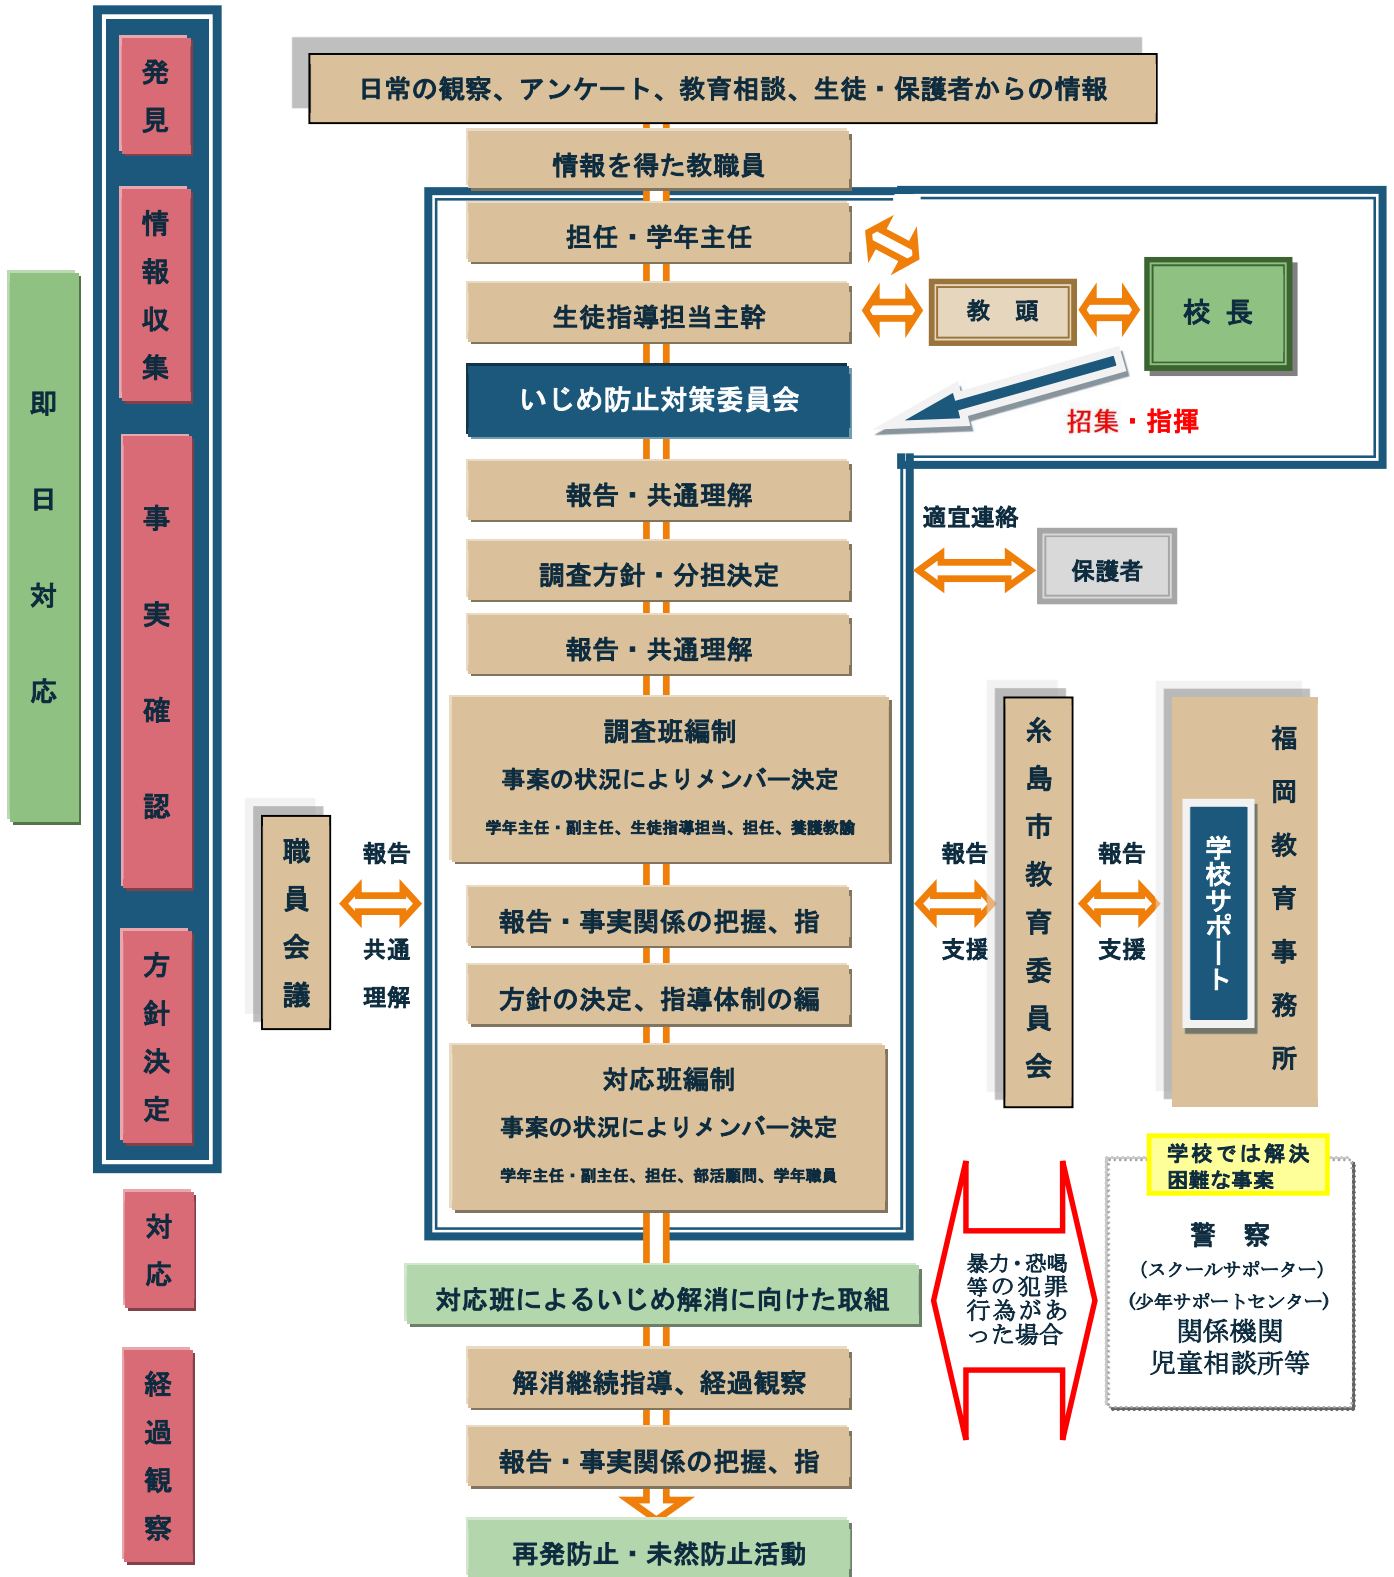 発見
情報収集
事実確認
方針決定
対応
経過観察
即日対応
日常の観察、アンケート、教育相談、生徒・保護者からの情報
情報を得た教職員
担任・学年主任
生徒指導担当主幹
教　頭
校 長
いじめ防止対策委員会
招集・指揮
報告・共通理解
調査方針・分担決定
報告・共通理解
適宜連絡
保護者
調査班編制
事案の状況によりメンバー決定
学年主任・副主任、生徒指導担当、担任、養護教諭
職員会議
報告
共通
理解
報告・事実関係の把握、指
方針の決定、指導体制の編
対応班編制
事案の状況によりメンバー決定
学年主任・副主任、担任、部活顧問、学年職員
報告
支援
糸島市教育委員会
報告
支援
学校サポート
福岡教育事務所
対応班によるいじめ解消に向けた取組
解消継続指導、経過観察
報告・事実関係の把握、指
再発防止・未然防止活動
暴力・恐喝
等の犯罪
行為があ
った場合
学校では解決
困難な事案
警　察
（スクールサポーター）
(少年サポートセンター)
関係機関
児童相談所等